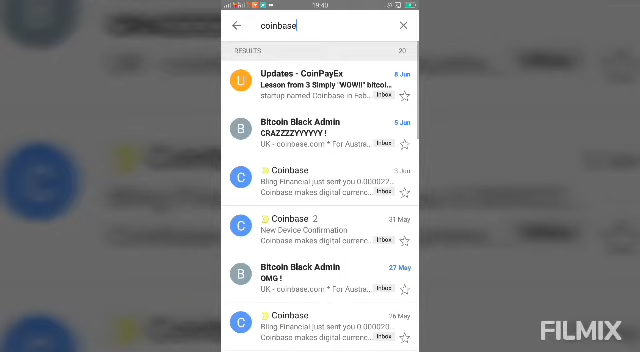 19:40
coinbase
RESULTS 20
Updates - CoinPayEx 8 Jun
Lesson from 3 Simply "WOW!!' bitcoi...
startup named Coinbase in Feb... Inbox
Bitcoin Black Admin 5 Jun
CRAZZZZYYYYYY !
UK - coinbase.com * For Austra... Inbox
Coinbase 3 Jun
Bling Financial just sent you 0.000022...
Coinbase makes digital currenc... Inbox
Coinbase 2 31 May
New Device Confirmation
Coinbase makes digital currenc... Inbox
Bitcoin Black Admin 27 May
OMG !
UK - coinbase.com * For Austra... Inbox
Coinbase 26 May
Bling Financial just sent you 0.000020...
Coinbase makes digital currenc... Inbox
FILMIX